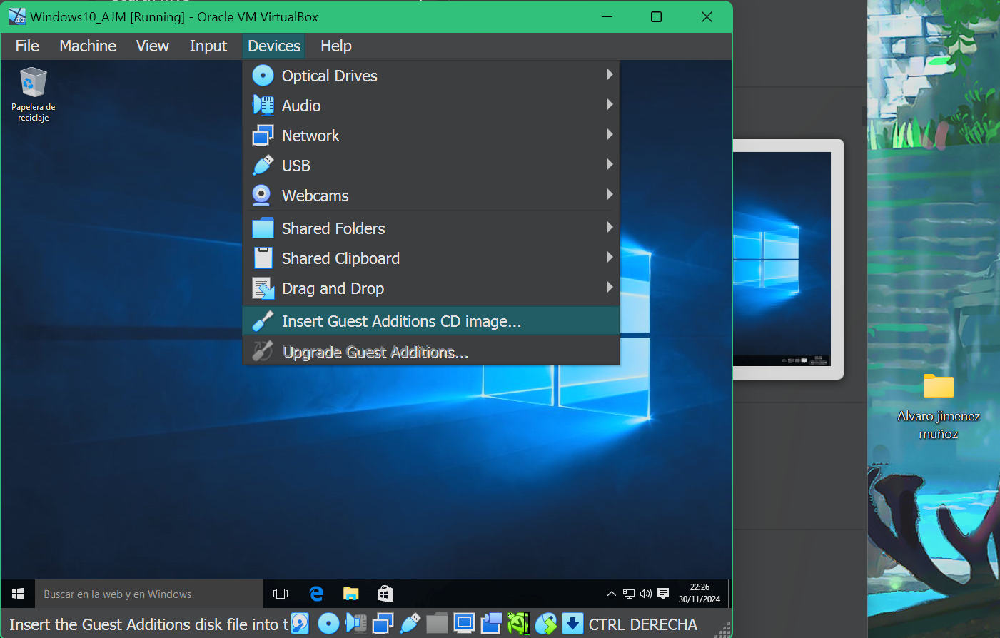 Windows10_AJM [Running] - Oracle VM VirtualBox
File Machine View Input Devices Help
Papelera de
reciclaje
Optical Drives
Audio
Network
USB
Webcams
Shared Folders
Shared Clipboard
Drag and Drop
Insert Guest Additions CD image...
Upgrade Guest Additions...
Alvaro jimenez
muñoz
Buscar en la web y en Windows
22:26
30/11/2024
Insert the Guest Additions disk file into t
CTRL DERECHA